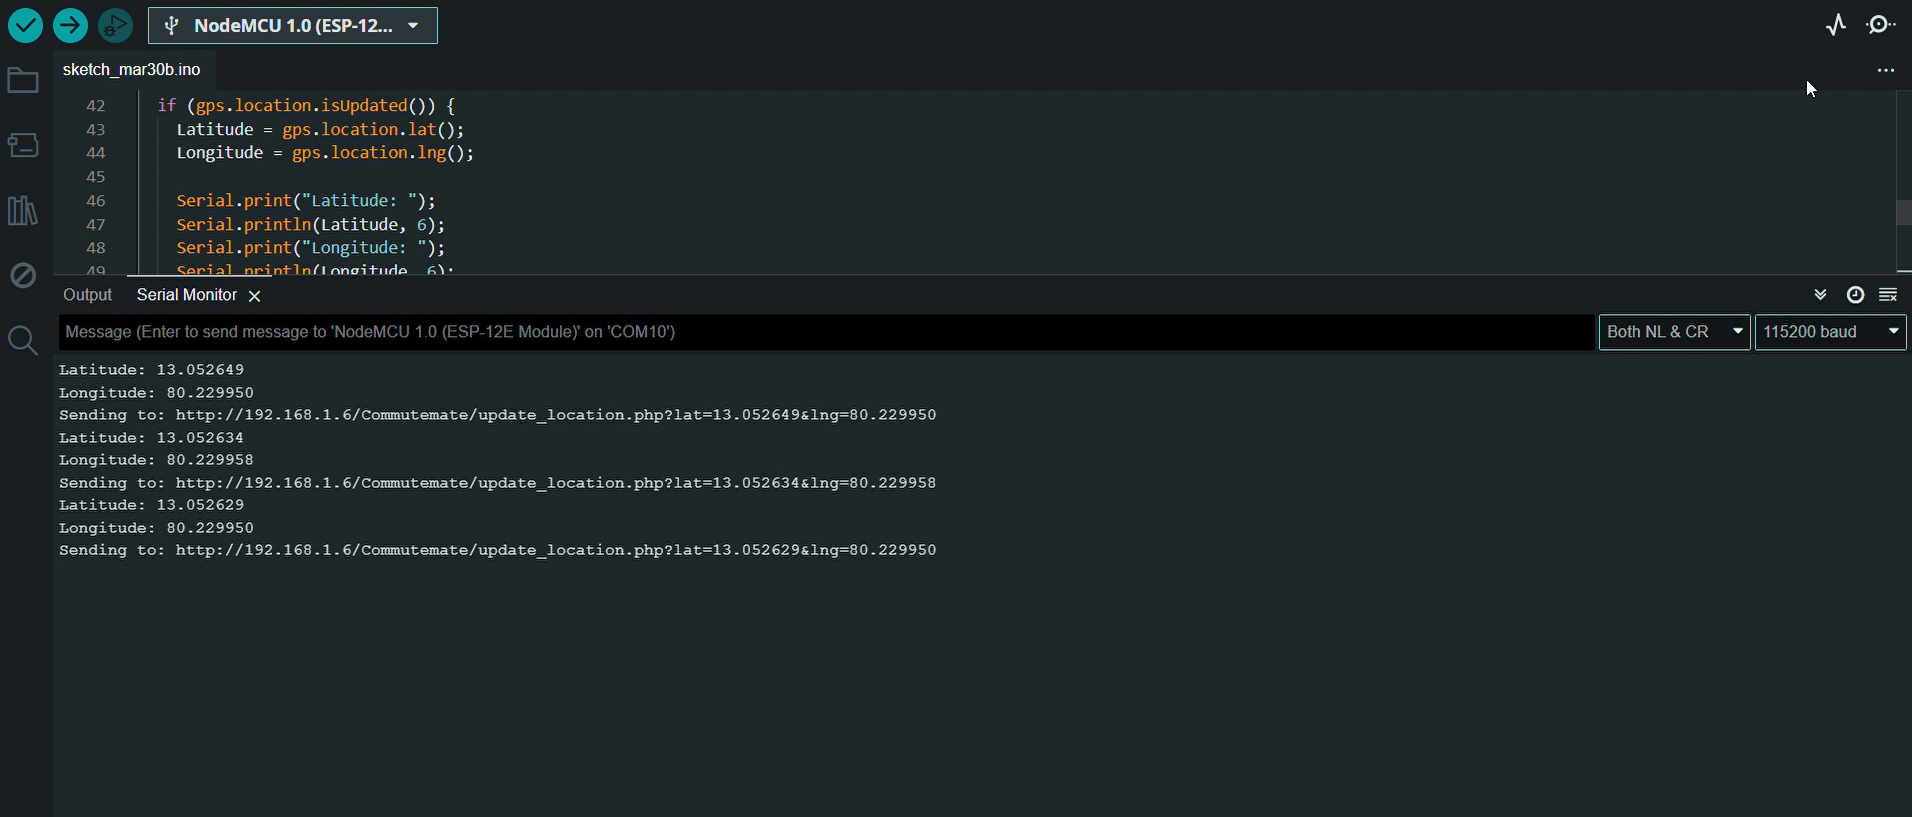 NodeMCU 1.0 (ESP-12...
sketch_mar30b.ino
42 if (gps.location.isUpdated()) {
43 Latitude = gps.location.lat();
44 Longitude = gps.location.lng();
45
46 Serial.print("Latitude: ");
47 Serial.println(Latitude, 6);
48 Serial.print("Longitude: ");
49 Serial.println(Longitude, 6);
Output Serial Monitor
Message (Enter to send message to 'NodeMCU 1.0 (ESP-12E Module)' on 'COM10') Both NL & CR 115200 baud
Latitude: 13.052649
Longitude: 80.229950
Sending to: http://192.168.1.6/Commutemate/update_location.php?lat=13.052649&lng=80.229950
Latitude: 13.052634
Longitude: 80.229958
Sending to: http://192.168.1.6/Commutemate/update_location.php?lat=13.052634&lng=80.229958
Latitude: 13.052629
Longitude: 80.229950
Sending to: http://192.168.1.6/Commutemate/update_location.php?lat=13.052629&lng=80.229950